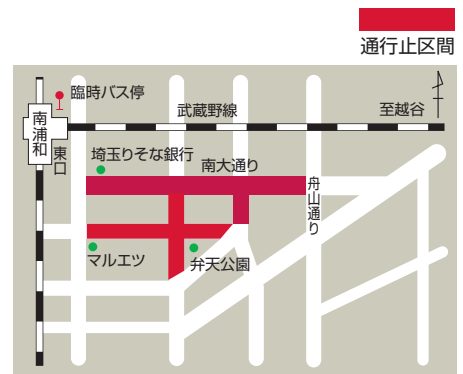 通行止区間
臨時バス停
武蔵野線
至越谷
南浦和
東口
埼玉りそな銀行
南大通り
舟山通り
マルエツ
弁天公園